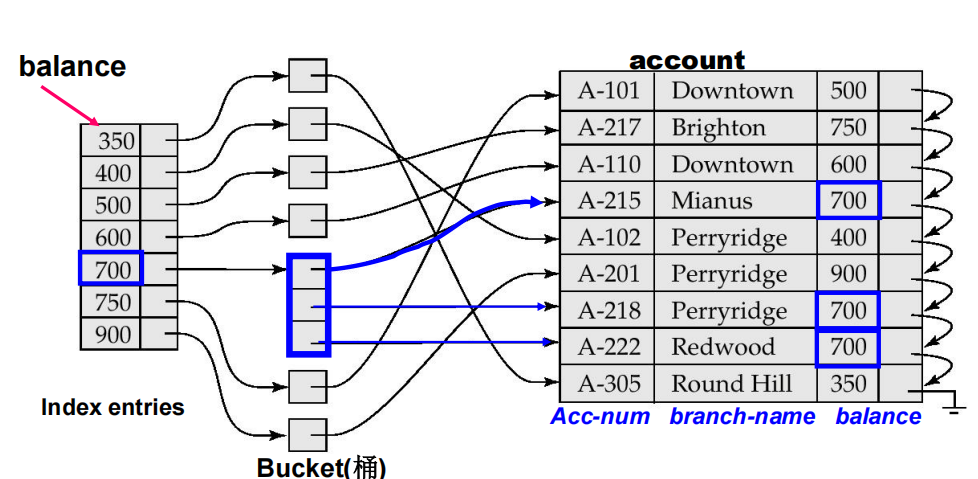 account
balance
A-101 Downtown 500
350
A-217 Brighton 750
400
A-110 Downtown 600
500
A-215 Mianus 700
600
A-102 Perryridge 400
700
A-201 Perryridge 900
750
A-218 Perryridge 700
900
A-222 Redwood 700
A-305 Round Hill 350
Index entries
Acc-num branch-name balance
Bucket(桶)